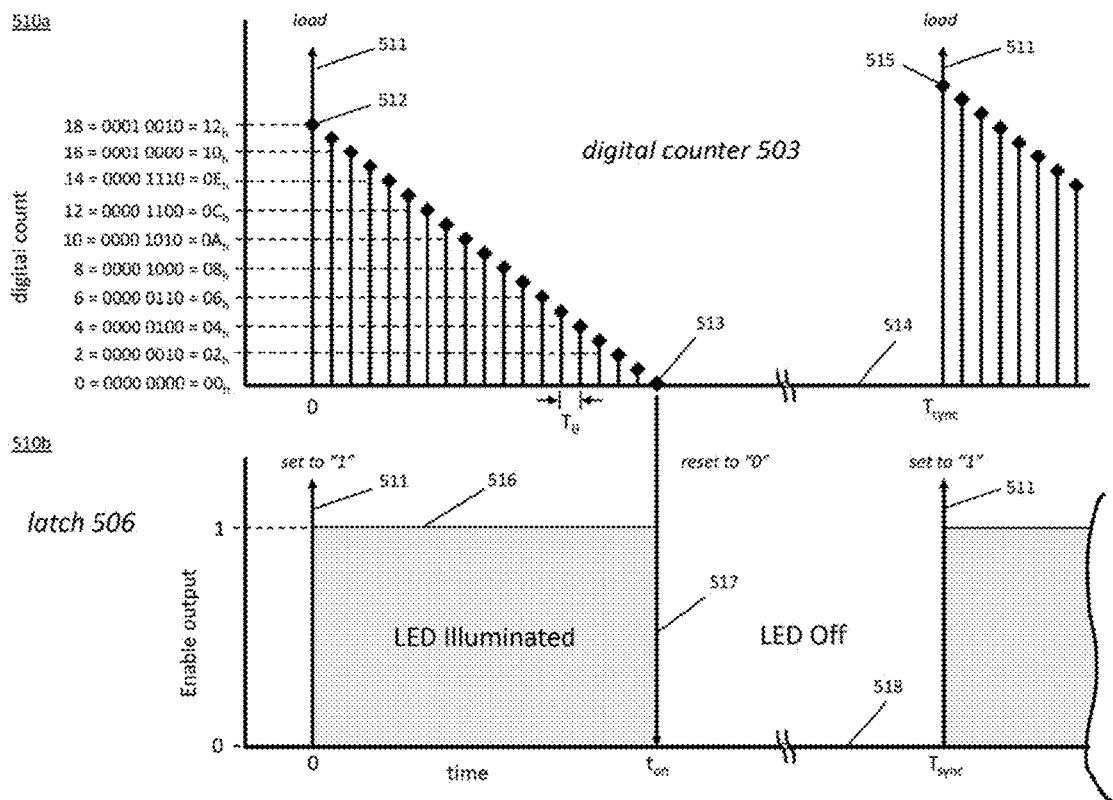 510a
load
511
512
load
515
511
digital counter 503
digital count
18 = 0001 0010 = 12h
16 = 0001 0000 = 10h
14 = 0000 1110 = 0Eh
12 = 0000 1100 = 0Ch
10 = 0000 1010 = 0Ah
8 = 0000 1000 = 08h
6 = 0000 0110 = 06h
4 = 0000 0100 = 04h
2 = 0000 0010 = 02h
0 = 0000 0000 = 00h
513
514
0
Tsync
510b
set to "1"
511
516
reset to "0"
set to "1"
511
latch 506
1
517
Enable output
LED Illuminated
LED Off
518
0
0
time
ton
Tsync